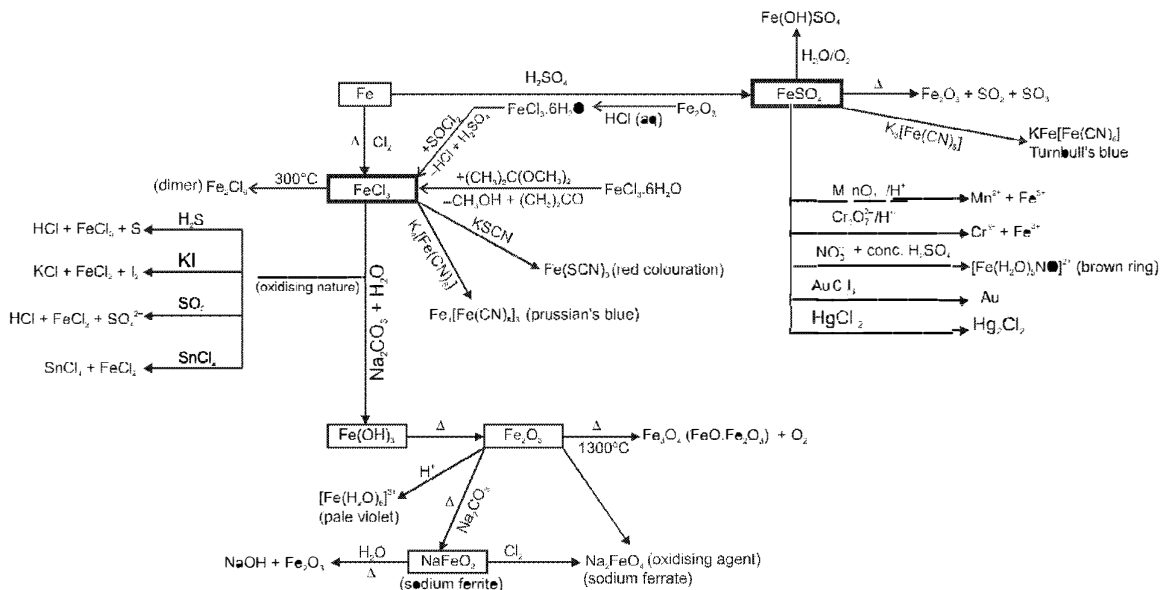 Fe(OH)SO₄
H₂O/O₂
Fe
H₂SO₄
FeSO₄
Δ
Fe₂O₃ + SO₂ + SO₃
FeCl₃.6H₂O
HCl (aq)
Fe₂O₃
+SOCl₂
–HCl + H₂SO₄
K₃[Fe(CN)₆]
KFe[Fe(CN)₆]
Turnbull's blue
Δ Cl₂
(dimer) Fe₂Cl₆
300°C
FeCl₃
+(CH₃)₂C(OCH₃)₂
–CH₃OH + (CH₃)₂CO
FeCl₃.6H₂O
HCl + FeCl₂ + S
H₂S
KCl + FeCl₂ + I₂
KI
HCl + FeCl₂ + SO₄²⁻
SO₂
SnCl₄ + FeCl₂
SnCl₄
(oxidising nature)
Na₂CO₃ + H₂O
K₄[Fe(CN)₆]
KSCN
Fe(SCN)₃ (red colouration)
Fe₄[Fe(CN)₆]₃ (prussian's blue)
MnO₄⁻/H⁺
Mn²⁺ + Fe³⁺
Cr₂O₇²⁻/H⁺
Cr³⁺ + Fe³⁺
NO₃⁻ + conc. H₂SO₄
[Fe(H₂O)₅NO]²⁺ (brown ring)
AuCl₃
Au
HgCl₂
Hg₂Cl₂
Fe(OH)₃
Δ
Fe₂O₃
Δ
1300°C
Fe₃O₄ (FeO.Fe₂O₃) + O₂
H⁺
[Fe(H₂O)₆]³⁺
(pale violet)
Δ Na₂CO₃
NaOH + Fe₂O₃
H₂O
Δ
NaFeO₂
(sodium ferrite)
Cl₂
Na₂FeO₄ (oxidising agent)
(sodium ferrate)